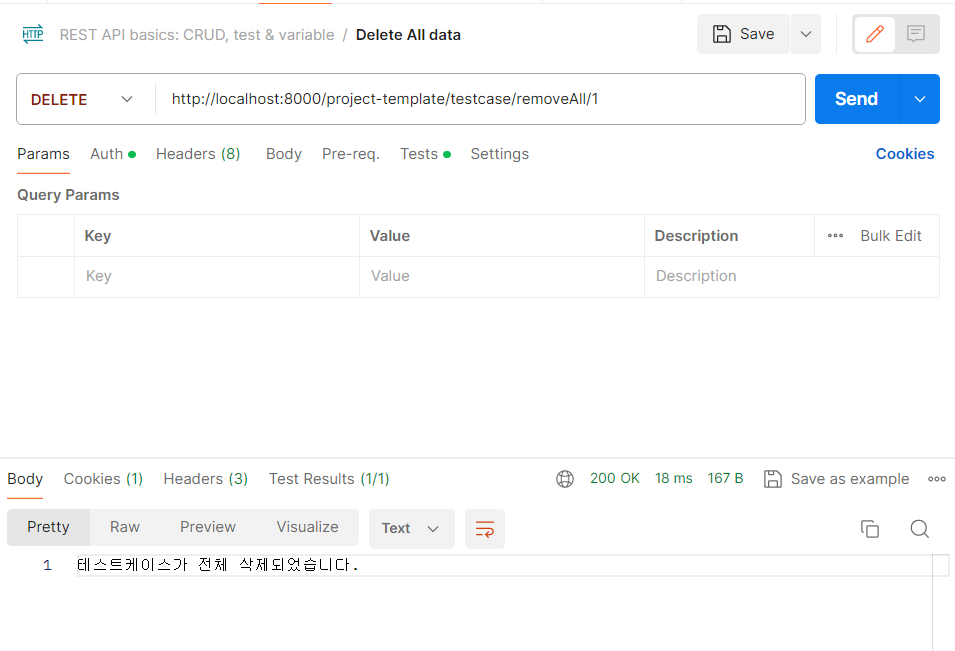 HTTP REST API basics: CRUD, test & variable / Delete All data Save
DELETE http://localhost:8000/project-template/testcase/removeAll/1 Send
Params Auth Headers (8) Body Pre-req. Tests Settings Cookies
Query Params
Key Value Description Bulk Edit
Key Value Description
Body Cookies (1) Headers (3) Test Results (1/1) 200 OK 18 ms 167 B Save as example
Pretty Raw Preview Visualize Text
1 테스트케이스가 전체 삭제되었습니다.